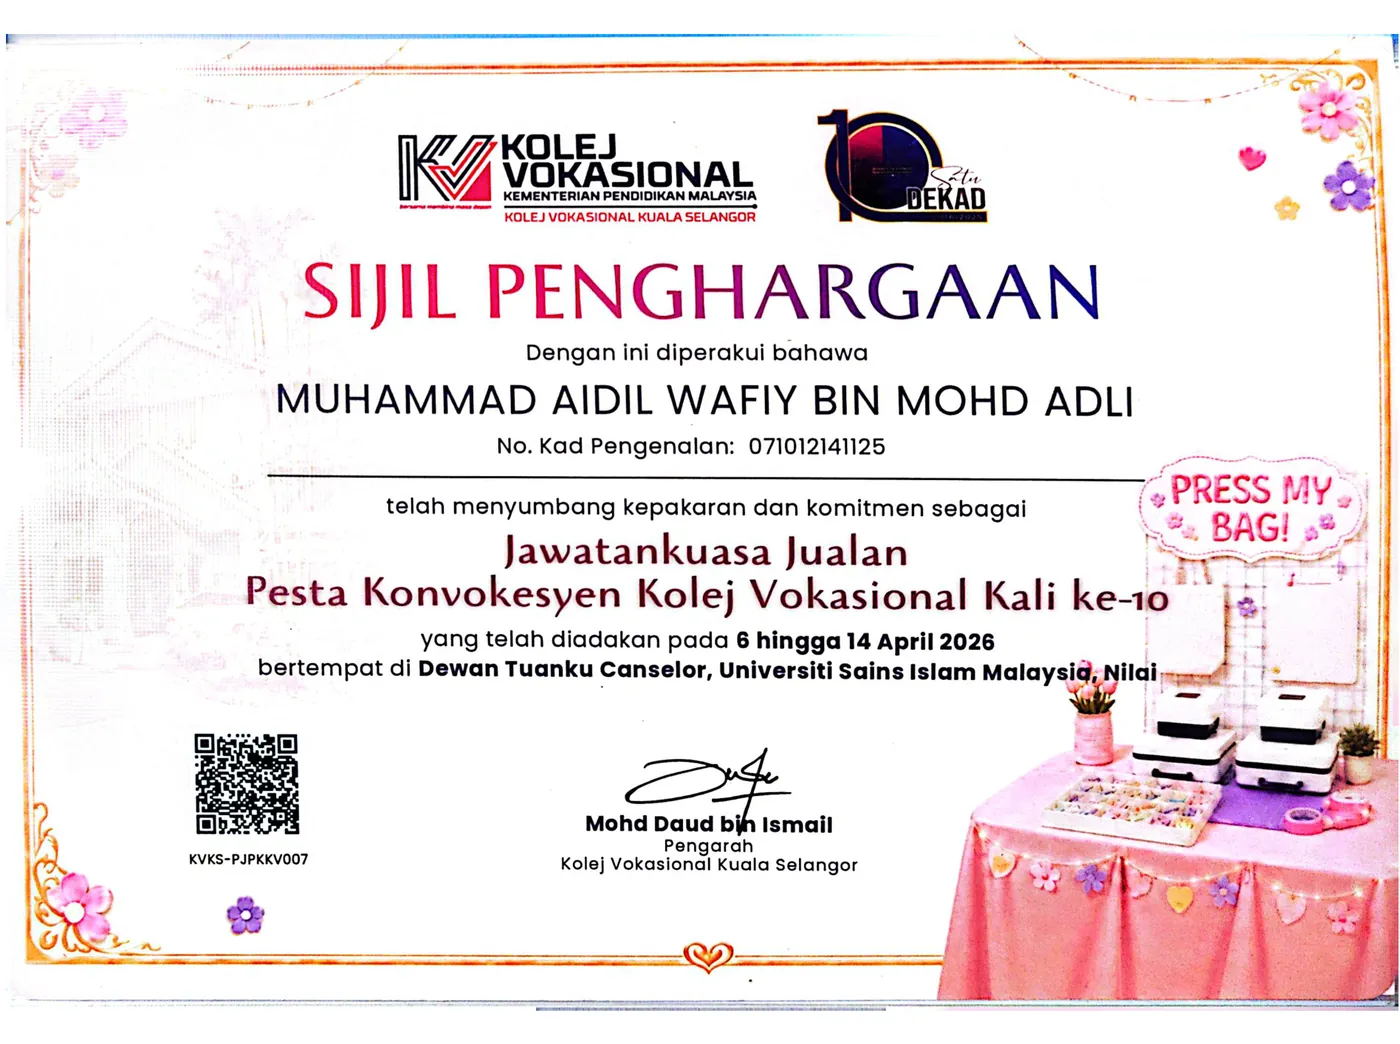 KOLEJ
VOKASIONAL
KEMENTERIAN PENDIDIKAN MALAYSIA
KOLEJ VOKASIONAL KUALA SELANGOR
10
Satu
DEKAD
SIJIL PENGHARGAAN
Dengan ini diperakui bahawa
MUHAMMAD AIDIL WAFIY BIN MOHD ADLI
No. Kad Pengenalan: 071012141125
telah menyumbang kepakaran dan komitmen sebagai
Jawatankuasa Jualan
Pesta Konvokesyen Kolej Vokasional Kali ke-10
yang telah diadakan pada 6 hingga 14 April 2026
bertempat di Dewan Tuanku Canselor, Universiti Sains Islam Malaysia, Nilai
PRESS MY
BAG!
KVKS-PJPKKV007
Mohd Daud bin Ismail
Pengarah
Kolej Vokasional Kuala Selangor